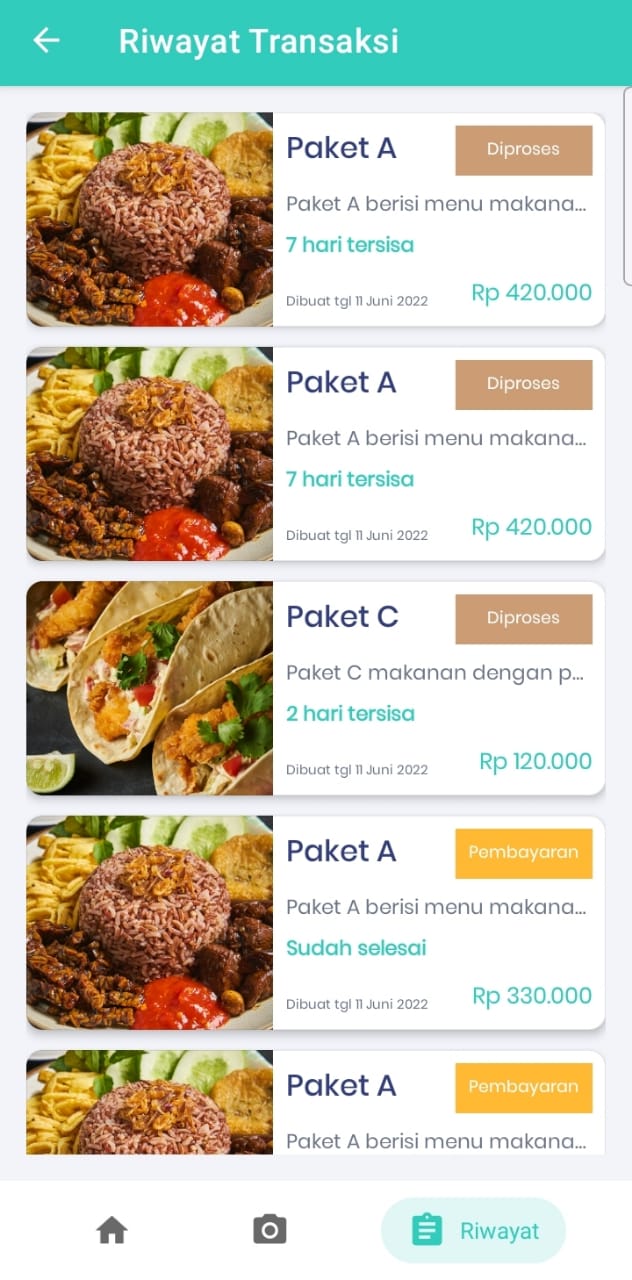 Riwayat Transaksi
Paket A
Diproses
Paket A berisi menu makana...
7 hari tersisa
Dibuat tgl 11 Juni 2022
Rp 420.000
Paket A
Diproses
Paket A berisi menu makana...
7 hari tersisa
Dibuat tgl 11 Juni 2022
Rp 420.000
Paket C
Diproses
Paket C makanan dengan p...
2 hari tersisa
Dibuat tgl 11 Juni 2022
Rp 120.000
Paket A
Pembayaran
Paket A berisi menu makana...
Sudah selesai
Dibuat tgl 11 Juni 2022
Rp 330.000
Paket A
Pembayaran
Paket A berisi menu makana...
Riwayat